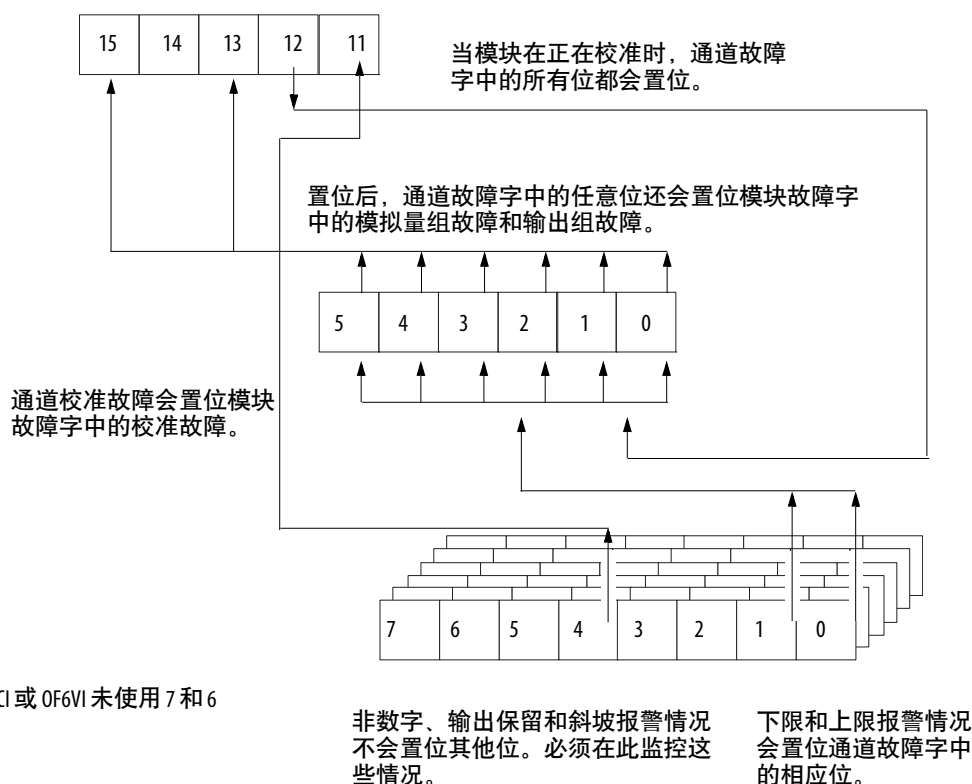 15 14 13 12 11
当模块在正在校准时，通道故障
字中的所有位都会置位。
置位后，通道故障字中的任意位还会置位模块故障字
中的模拟量组故障和输出组故障。
5 4 3 2 1 0
通道校准故障会置位模块
故障字中的校准故障。
7 6 5 4 3 2 1 0
CI 或 OF6VI 未使用 7 和 6
非数字、输出保留和斜坡报警情况
不会置位其他位。必须在此监控这
些情况。
下限和上限报警情况
会置位通道故障字中
的相应位。